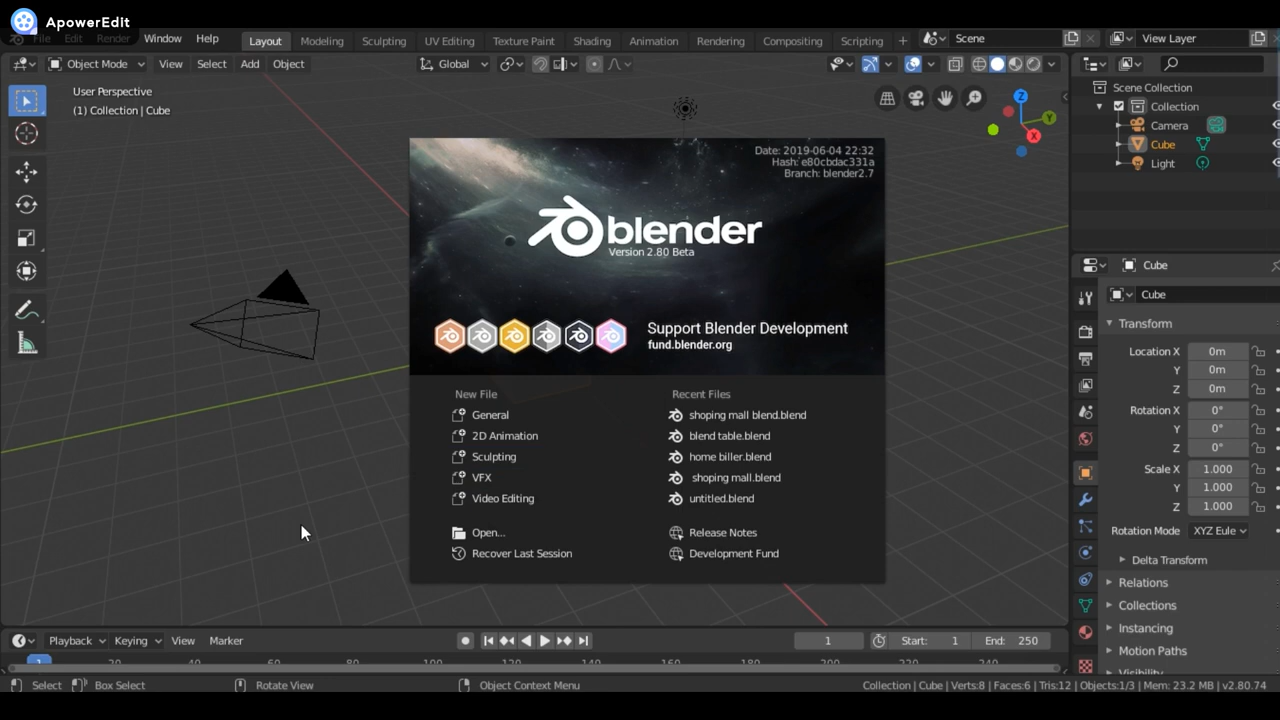 ApowerEdit
File Edit Render Window Help
Layout Modeling Sculpting UV Editing Texture Paint Shading Animation Rendering Compositing Scripting +
Scene
View Layer
Object Mode View Select Add Object
Global
User Perspective
(1) Collection | Cube
Z
Y
X
Scene Collection
Collection
Camera
Cube
Light
Date: 2019-06-04 22:32
Hash: e80cbdac331a
Branch: blender2.7
blender
Version 2.80 Beta
Support Blender Development
fund.blender.org
New File
General
2D Animation
Sculpting
VFX
Video Editing
Open...
Recover Last Session
Recent Files
shoping mall blend.blend
blend table.blend
home biller.blend
shoping mall.blend
untitled.blend
Release Notes
Development Fund
Cube
Cube
Transform
Location X 0m
Y 0m
Z 0m
Rotation X 0°
Y 0°
Z 0°
Scale X 1.000
Y 1.000
Z 1.000
Rotation Mode XYZ Eule
Delta Transform
Relations
Collections
Instancing
Motion Paths
Visibility
Playback Keying View Marker
1
Start: 1
End: 250
1 20 40 60 80 100 120 140 160 180 200 220 240
Select Box Select Rotate View Object Context Menu
Collection | Cube | Verts:8 | Faces:6 | Tris:12 | Objects:1/3 | Mem: 23.2 MB | v2.80.74